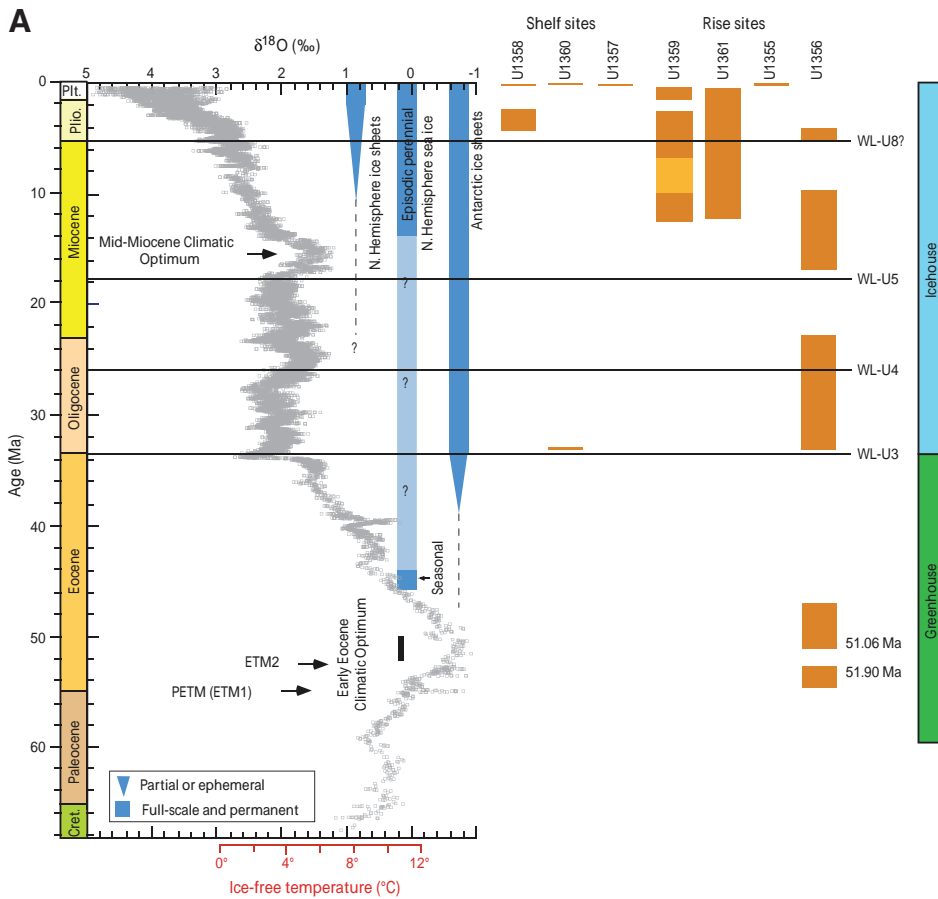 A
δ18O (‰)
5 4 3 2 1 0 -1
Shelf sites
Rise sites
U1358
U1360
U1357
U1359
U1361
U1355
U1356
0
10
20
30
40
50
60
Age (Ma)
Plt.
Plio.
Miocene
Oligocene
Eocene
Paleocene
Cret.
N. Hemisphere ice sheets
Episodic perennial
N. Hemisphere sea ice
Antarctic ice sheets
WL-U8?
Mid-Miocene Climatic
Optimum
?
WL-U5
?
?
WL-U4
WL-U3
?
Seasonal
Early Eocene
Climatic Optimum
ETM2
PETM (ETM1)
51.06 Ma
51.90 Ma
Icehouse
Greenhouse
Partial or ephemeral
Full-scale and permanent
0° 4° 8° 12°
Ice-free temperature (°C)